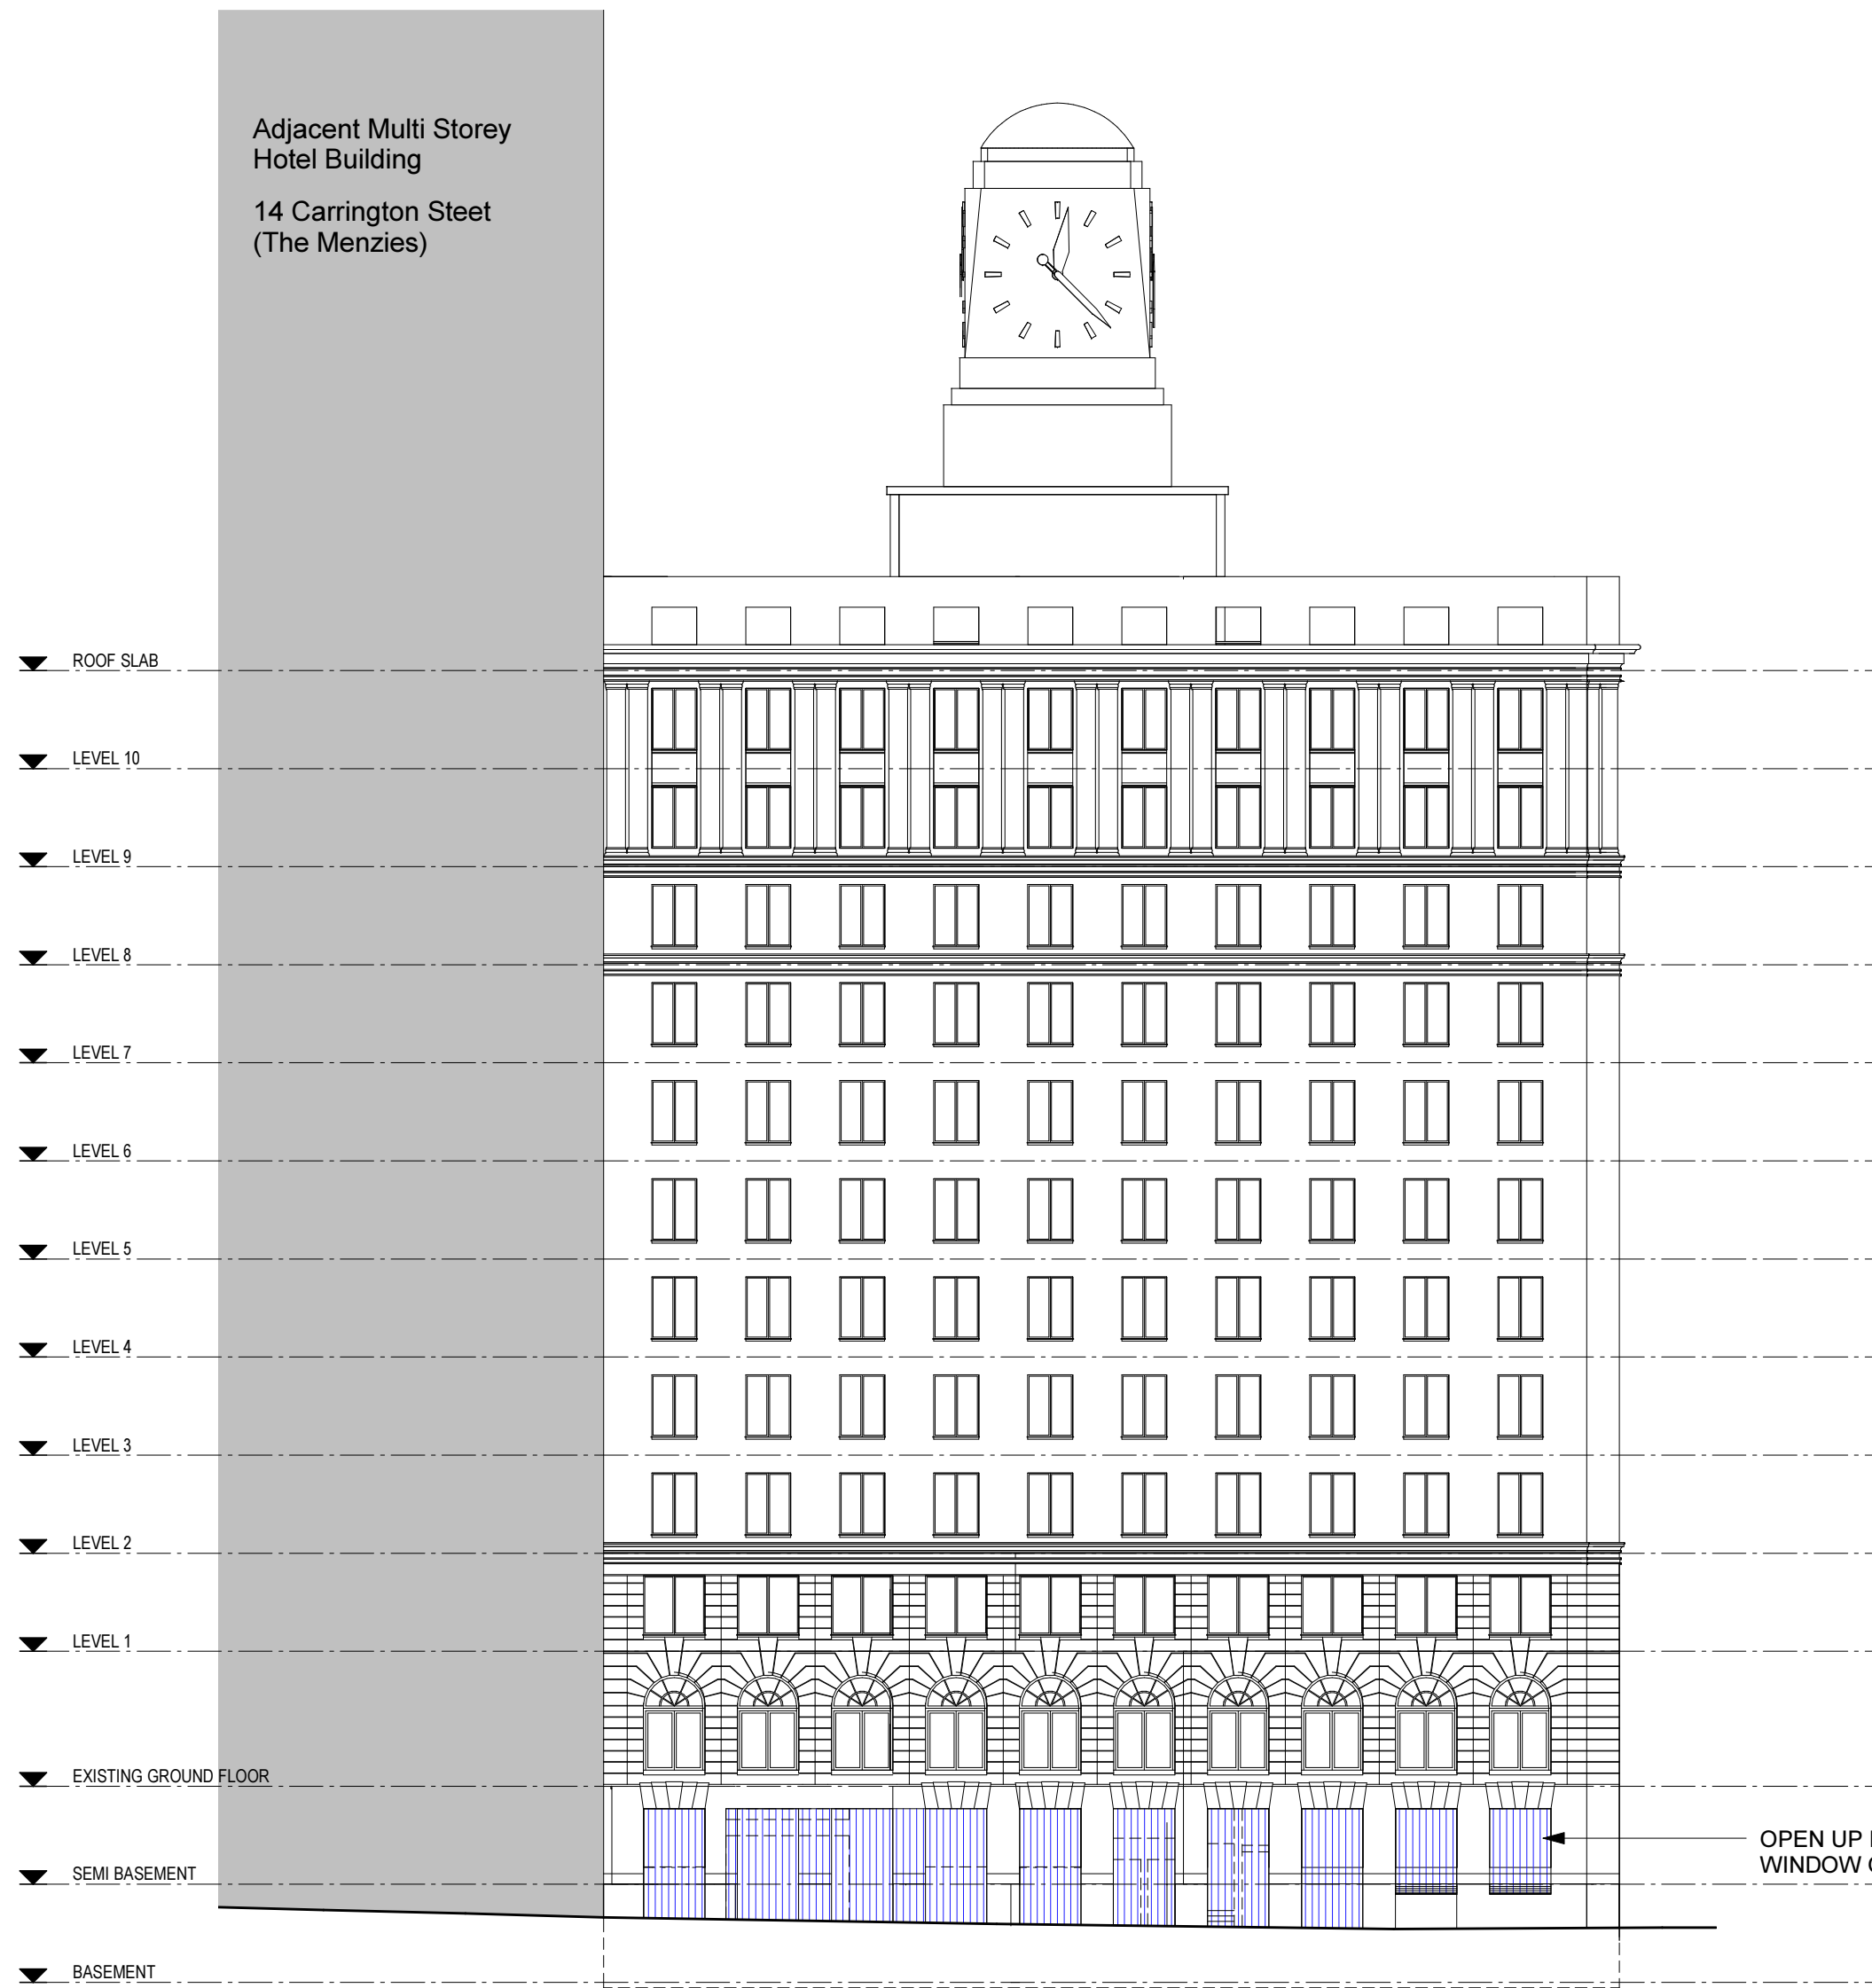 Adjacent Multi Storey
Hotel Building
14 Carrington Steet
(The Menzies)
ROOF SLAB
LEVEL 10
LEVEL 9
LEVEL 8
LEVEL 7
LEVEL 6
LEVEL 5
LEVEL 4
LEVEL 3
LEVEL 2
LEVEL 1
EXISTING GROUND FLOOR
SEMI BASEMENT
OPEN UP
WINDOW
BASEMENT